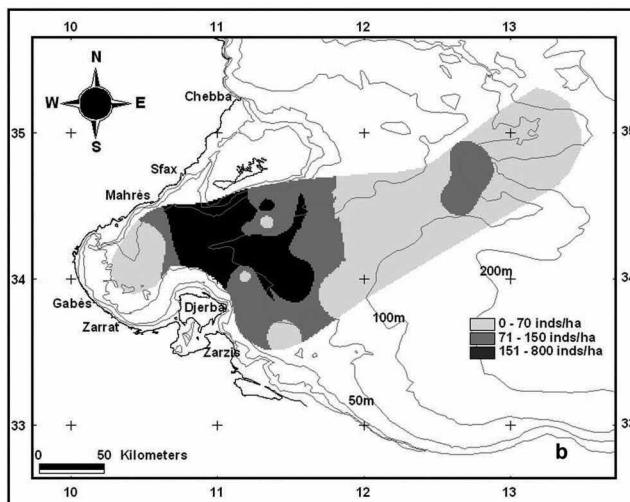 10 11 12 13
N
W E
S
Chebba
35 35
Sfax
Mahrès
34 34
200m
Gabès
Djerba
Zarrat
100m
0 - 70 inds/ha
71 - 150 inds/ha
151 - 800 inds/ha
Zarzis
50m
33 33
b
0 50 Kilometers
10 11 12 13